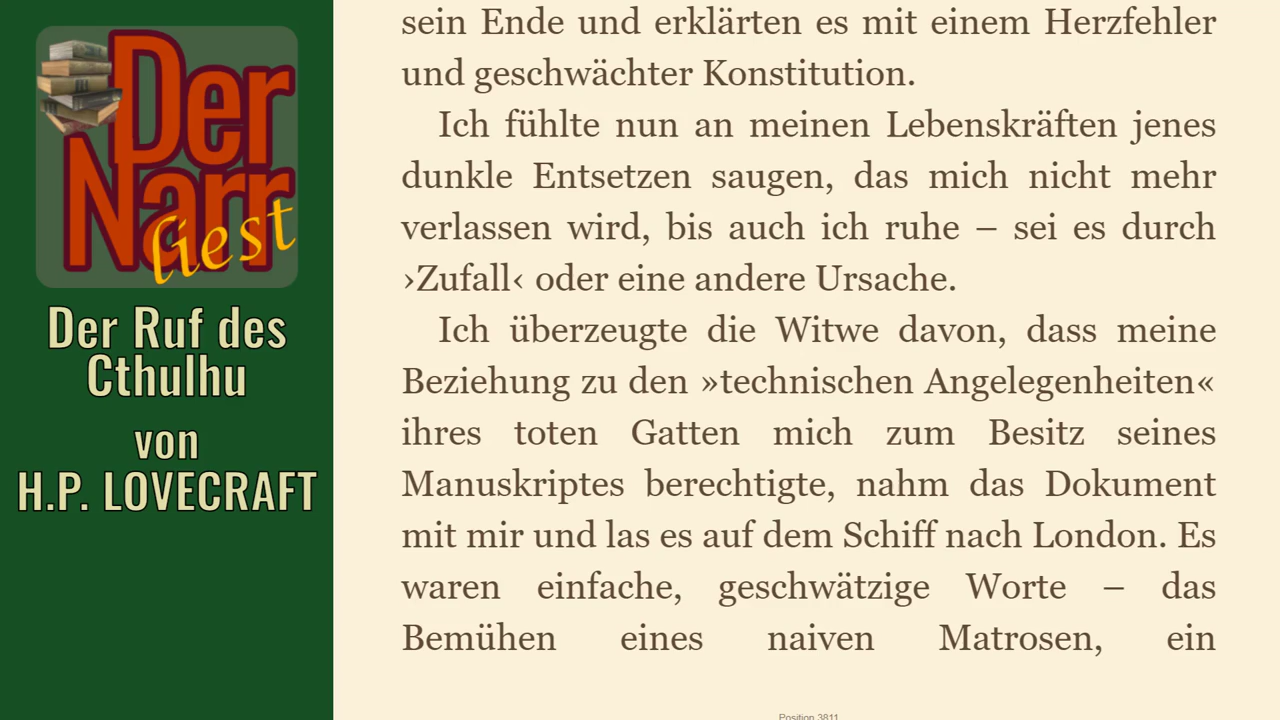 Der
Narr
liest
Der Ruf des
Cthulhu
von
H.P. LOVECRAFT
sein Ende und erklärten es mit einem Herzfehler
und geschwächter Konstitution.
Ich fühlte nun an meinen Lebenskräften jenes
dunkle Entsetzen saugen, das mich nicht mehr
verlassen wird, bis auch ich ruhe – sei es durch
›Zufall‹ oder eine andere Ursache.
Ich überzeugte die Witwe davon, dass meine
Beziehung zu den »technischen Angelegenheiten«
ihres toten Gatten mich zum Besitz seines
Manuskriptes berechtigte, nahm das Dokument
mit mir und las es auf dem Schiff nach London. Es
waren einfache, geschwätzige Worte – das
Bemühen eines naiven Matrosen, ein
Position 3811